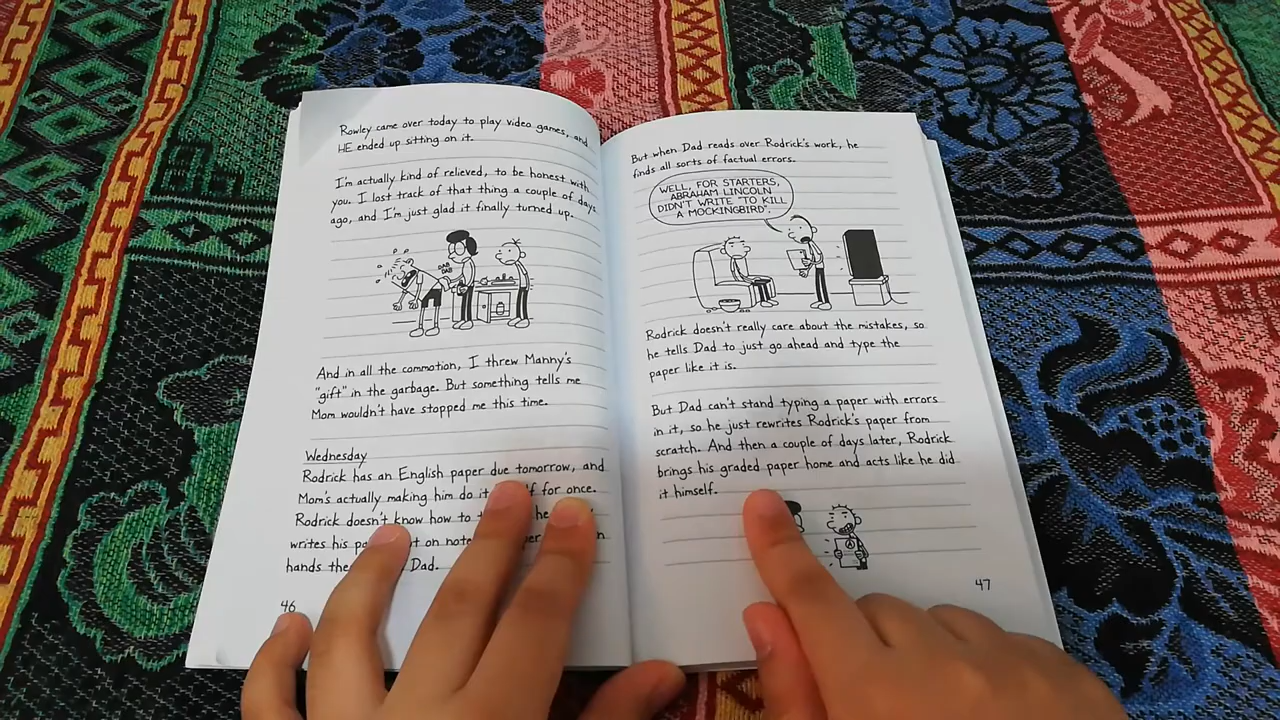 Rowley came over today to play video games, and
HE ended up sitting on it.
I'm actually kind of relieved, to be honest with
you. I lost track of that thing a couple of days
ago, and I'm just glad it finally turned up.
And in all the commotion, I threw Manny's
"gift" in the garbage. But something tells me
Mom wouldn't have stopped me this time.
Wednesday
Rodrick has an English paper due tomorrow, and
Mom's actually making him do it for once.
Rodrick doesn't know how to he
writes his on
hands the Dad.
46
But when Dad reads over Rodrick's work, he
finds all sorts of factual errors.
WELL, FOR STARTERS,
ABRAHAM LINCOLN
DIDN'T WRITE "TO KILL
A MOCKINGBIRD".
Rodrick doesn't really care about the mistakes, so
he tells Dad to just go ahead and type the
paper like it is.
But Dad can't stand typing a paper with errors
in it, so he just rewrites Rodrick's paper from
scratch. And then a couple of days later, Rodrick
brings his graded paper home and acts like he did
it himself.
A
47